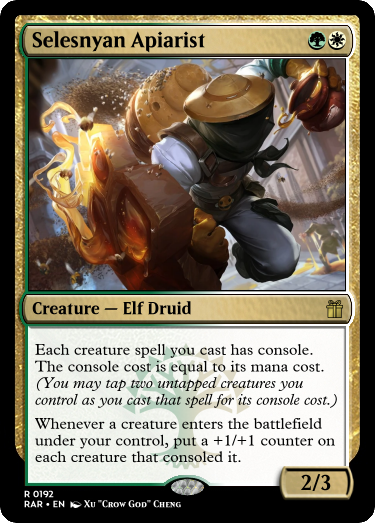 Selesnyan Apiarist
Creature — Elf Druid
Each creature spell you cast has console.
The console cost is equal to its mana cost.
(You may tap two untapped creatures you
control as you cast that spell for its console cost.)
Whenever a creature enters the battlefield
under your control, put a +1/+1 counter on
each creature that consoled it.
2/3
R 0192
RAR • EN Xu "Crow God" Cheng